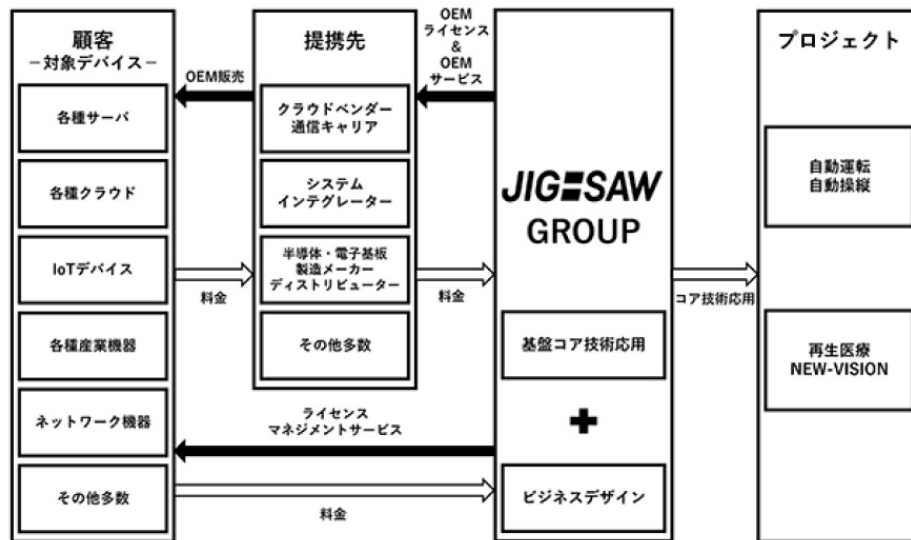 顧客
－対象デバイス－
各種サーバ
各種クラウド
IoTデバイス
各種産業機器
ネットワーク機器
その他多数
OEM販売
料金
提携先
クラウドベンダー
通信キャリア
システム
インテグレーター
半導体・電子基板
製造メーカー
ディストリビューター
その他多数
OEM
ライセンス
&
OEM
サービス
料金
ライセンス
マネジメントサービス
料金
JIG-SAW
GROUP
基盤コア技術応用
+
ビジネスデザイン
コア技術応用
プロジェクト
自動運転
自動操縦
再生医療
NEW-VISION